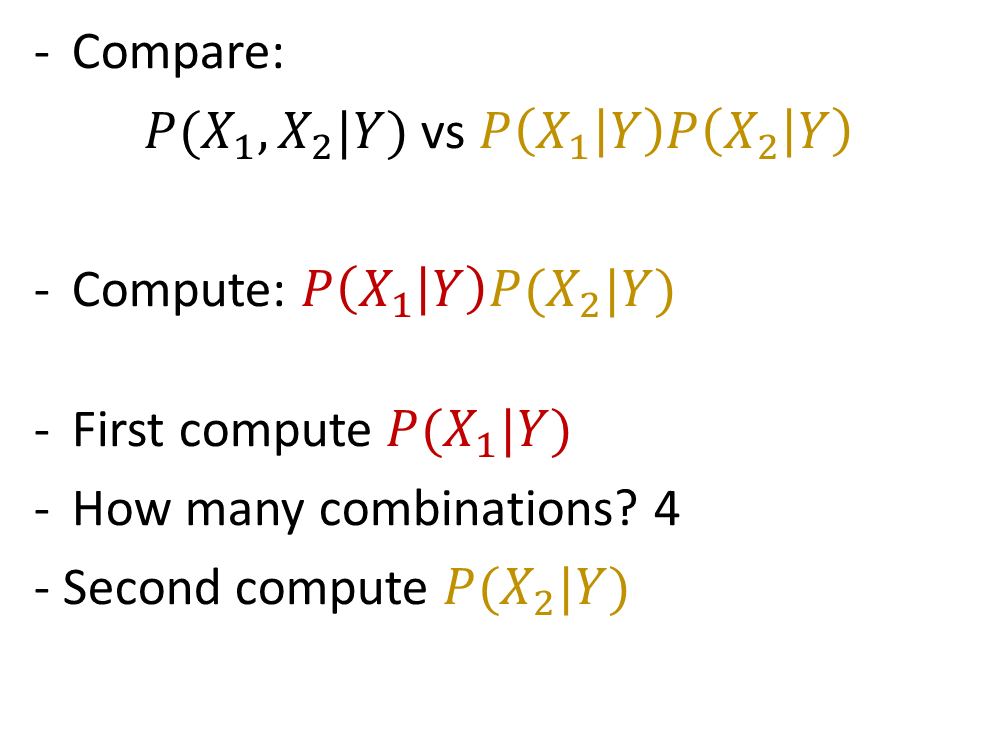 - Compare:
P(X₁, X₂|Y) vs P(X₁|Y)P(X₂|Y)
- Compute: P(X₁|Y)P(X₂|Y)
- First compute P(X₁|Y)
- How many combinations? 4
- Second compute P(X₂|Y)